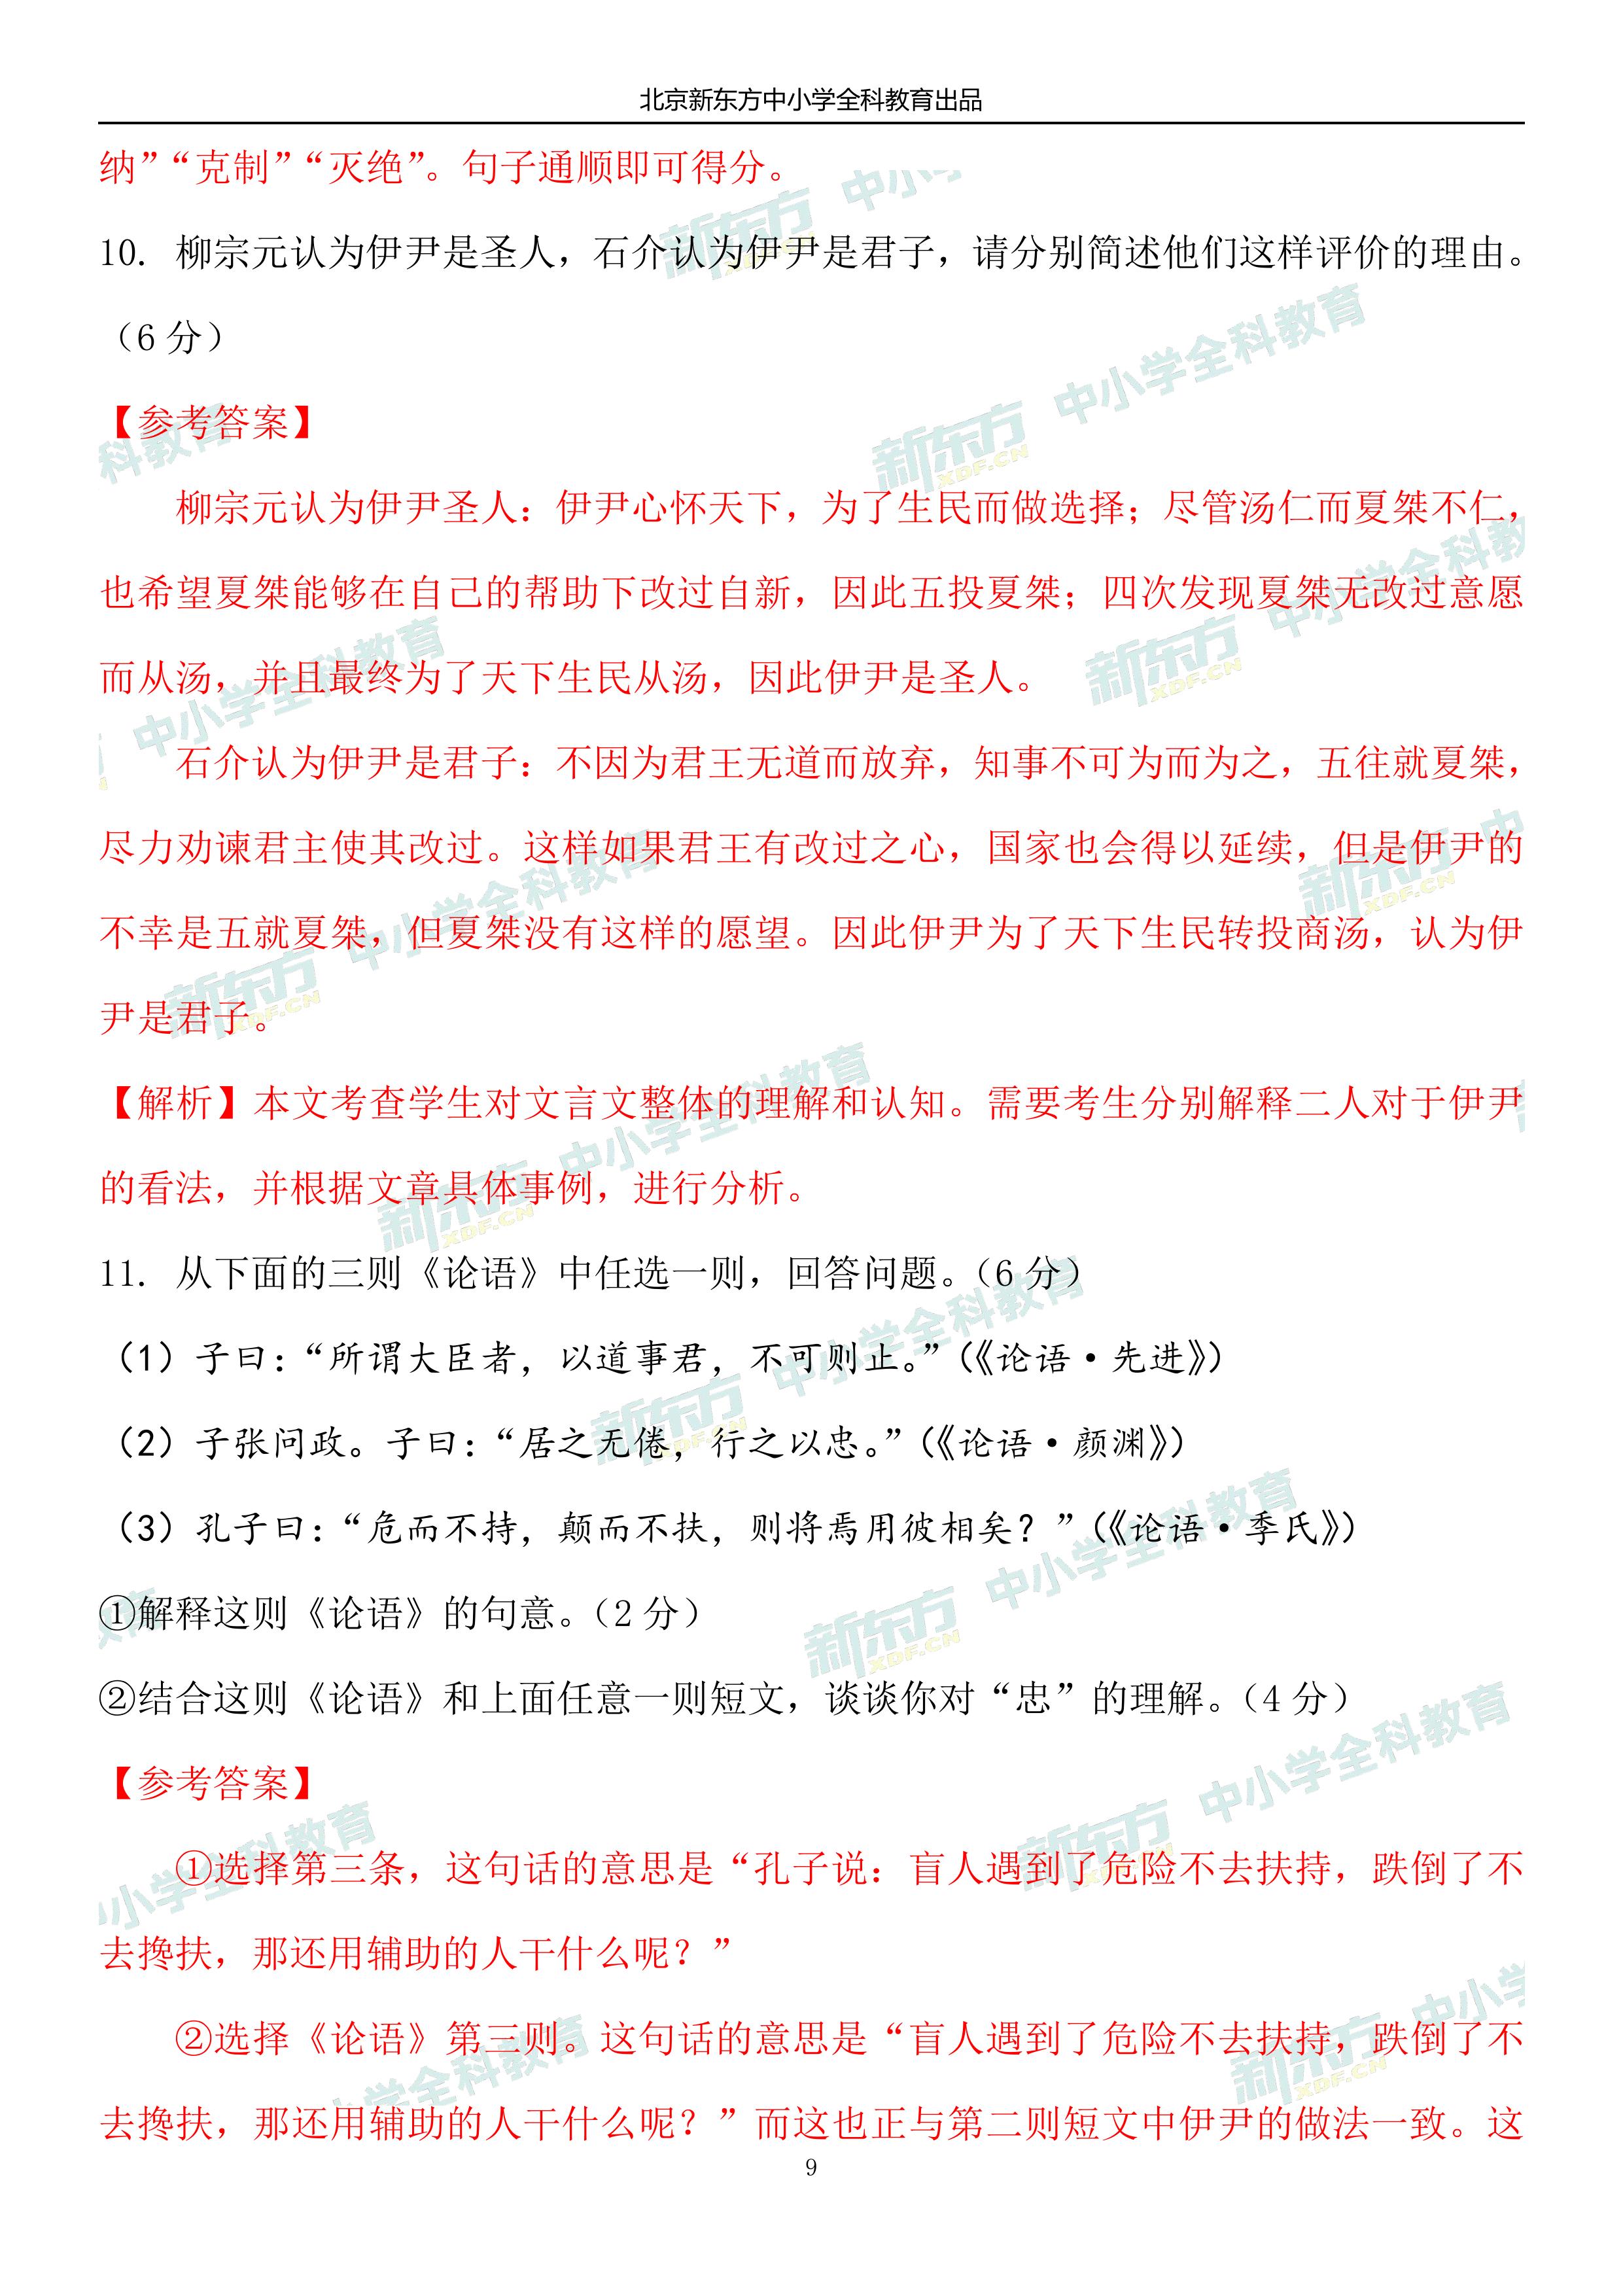 北京新东方中小学全科教育出品
纳”“克制”“灭绝”。句子通顺即可得分。
10. 柳宗元认为伊尹是圣人，石介认为伊尹是君子，请分别简述他们这样评价的理由。
（6 分）
【参考答案】
柳宗元认为伊尹圣人：伊尹心怀天下，为了生民而做选择；尽管汤仁而夏桀不仁，
也希望夏桀能够在自己的帮助下改过自新，因此五投夏桀；四次发现夏桀无改过意愿
而从汤，并且最终为了天下生民从汤，因此伊尹是圣人。
石介认为伊尹是君子：不因为君王无道而放弃，知事不可为而为之，五往就夏桀，
尽力劝谏君主使其改过。这样如果君王有改过之心，国家也会得以延续，但是伊尹的
不幸是五就夏桀，但夏桀没有这样的愿望。因此伊尹为了天下生民转投商汤，认为伊
尹是君子。
【解析】本文考查学生对文言文整体的理解和认知。需要考生分别解释二人对于伊尹
的看法，并根据文章具体事例，进行分析。
11. 从下面的三则《论语》中任选一则，回答问题。（6 分）
（1）子曰：“所谓大臣者，以道事君，不可则止。”（《论语·先进》）
（2）子张问政。子曰：“居之无倦，行之以忠。”（《论语·颜渊》）
（3）孔子曰：“危而不持，颠而不扶，则将焉用彼相矣？”（《论语·季氏》）
①解释这则《论语》的句意。（2 分）
②结合这则《论语》和上面任意一则短文，谈谈你对“忠”的理解。（4 分）
【参考答案】
①选择第三条，这句话的意思是“孔子说：盲人遇到了危险不去扶持，跌倒了不
去搀扶，那还用辅助的人干什么呢？”
②选择《论语》第三则。这句话的意思是“盲人遇到了危险不去扶持，跌倒了不
去搀扶，那还用辅助的人干什么呢？”而这也正与第二则短文中伊尹的做法一致。这
9